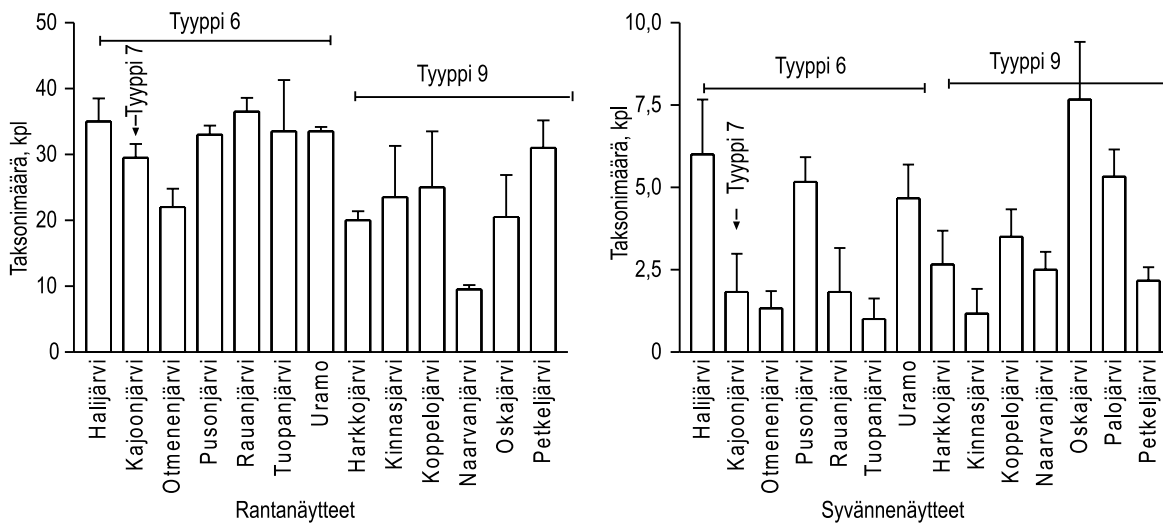 Taksonimäärä, kpl
50
40
30
20
10
0
Tyyppi 6
Tyyppi 7
Tyyppi 9
Halijärvi
Kajoonjärvi
Otmenenjärvi
Pusonjärvi
Rauanjärvi
Tuopanjärvi
Uramo
Harkkojärvi
Kinnasjärvi
Koppelojärvi
Naarvanjärvi
Oskajärvi
Petkeljärvi
Rantanäytteet
Taksonimäärä, kpl
10,0
7,5
5,0
2,5
0
Tyyppi 6
Tyyppi 7
Tyyppi 9
Halijärvi
Kajoonjärvi
Otmenenjärvi
Pusonjärvi
Rauanjärvi
Tuopanjärvi
Uramo
Harkkojärvi
Kinnasjärvi
Koppelojärvi
Naarvanjärvi
Oskajärvi
Palojärvi
Petkeljärvi
Syvännenäytteet